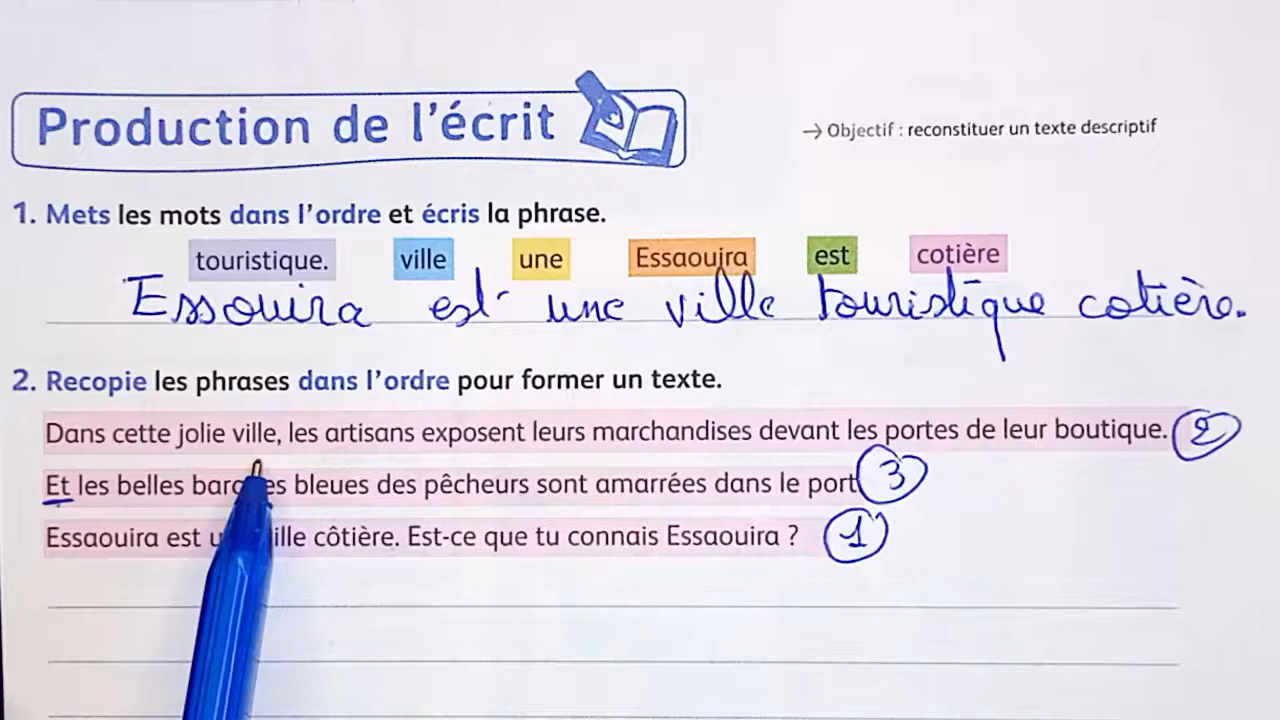 Production de l'écrit
→ Objectif : reconstituer un texte descriptif
1. Mets les mots dans l'ordre et écris la phrase.
touristique. ville une Essaouira est cotière
Essouira est une ville touristique cotière.
2. Recopie les phrases dans l'ordre pour former un texte.
Dans cette jolie ville, les artisans exposent leurs marchandises devant les portes de leur boutique. 2
Et les belles bleues des pêcheurs sont amarrées dans le port 3
Essaouira est côtière. Est-ce que tu connais Essaouira ? 1